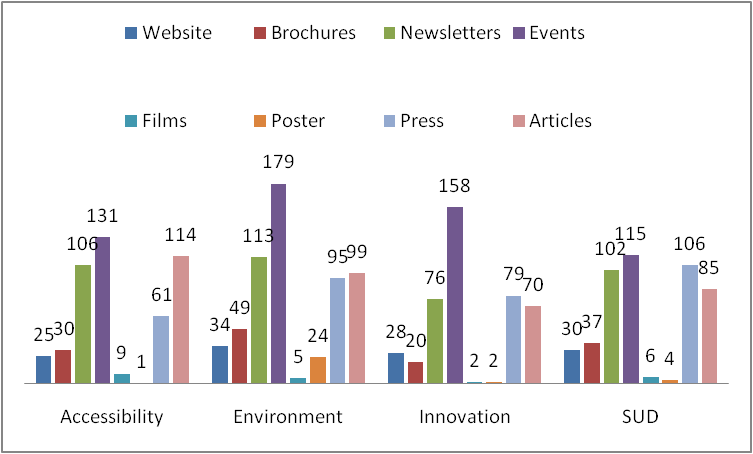 Website Brochures Newsletters Events
Films Poster Press Articles
25 30 106 131 9 1 61 114
34 49 113 179 5 24 95 99
28 20 76 158 2 2 79 70
30 37 102 115 6 4 106 85
Accessibility Environment Innovation SUD